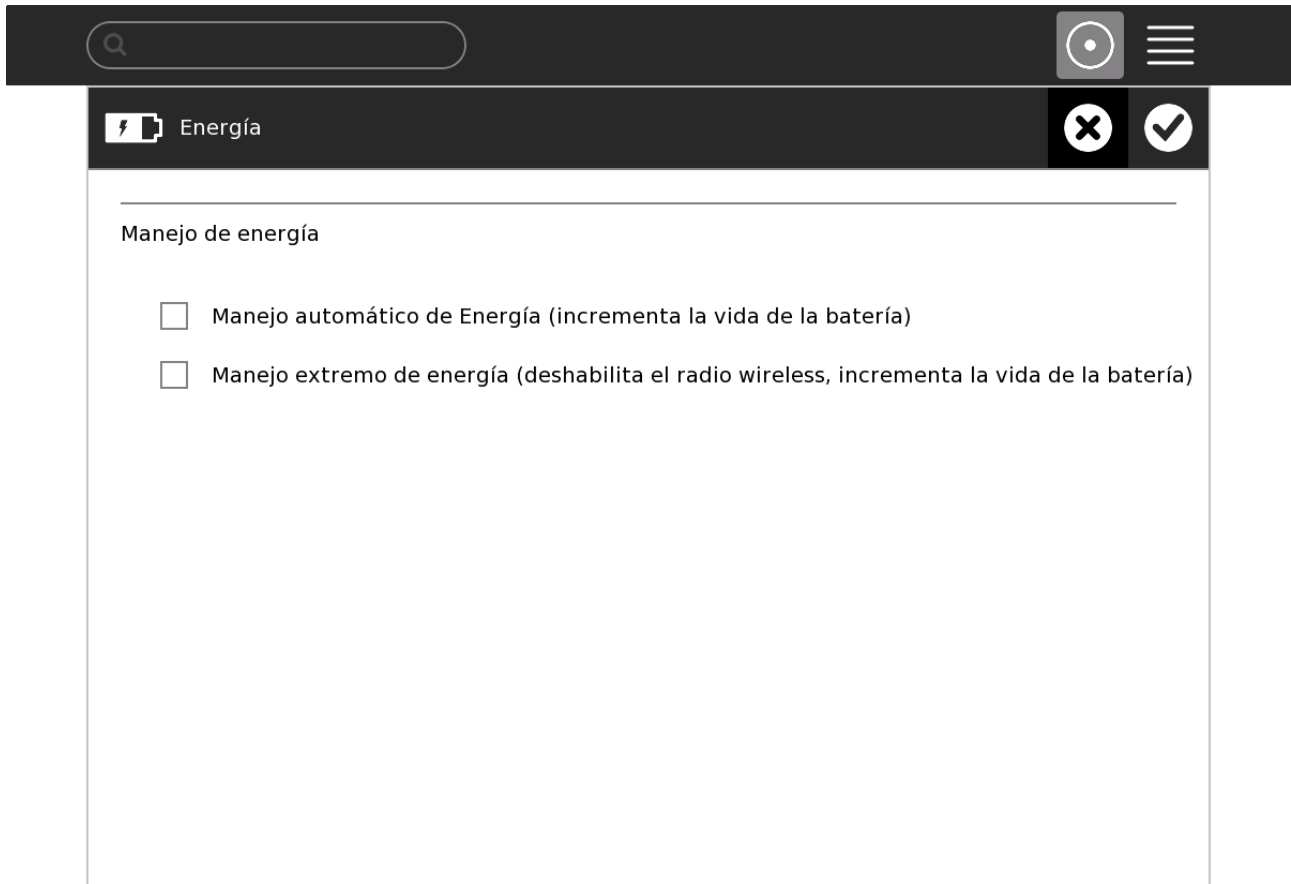 Energía
Manejo de energía
Manejo automático de Energía (incrementa la vida de la batería)
Manejo extremo de energía (deshabilita el radio wireless, incrementa la vida de la batería)